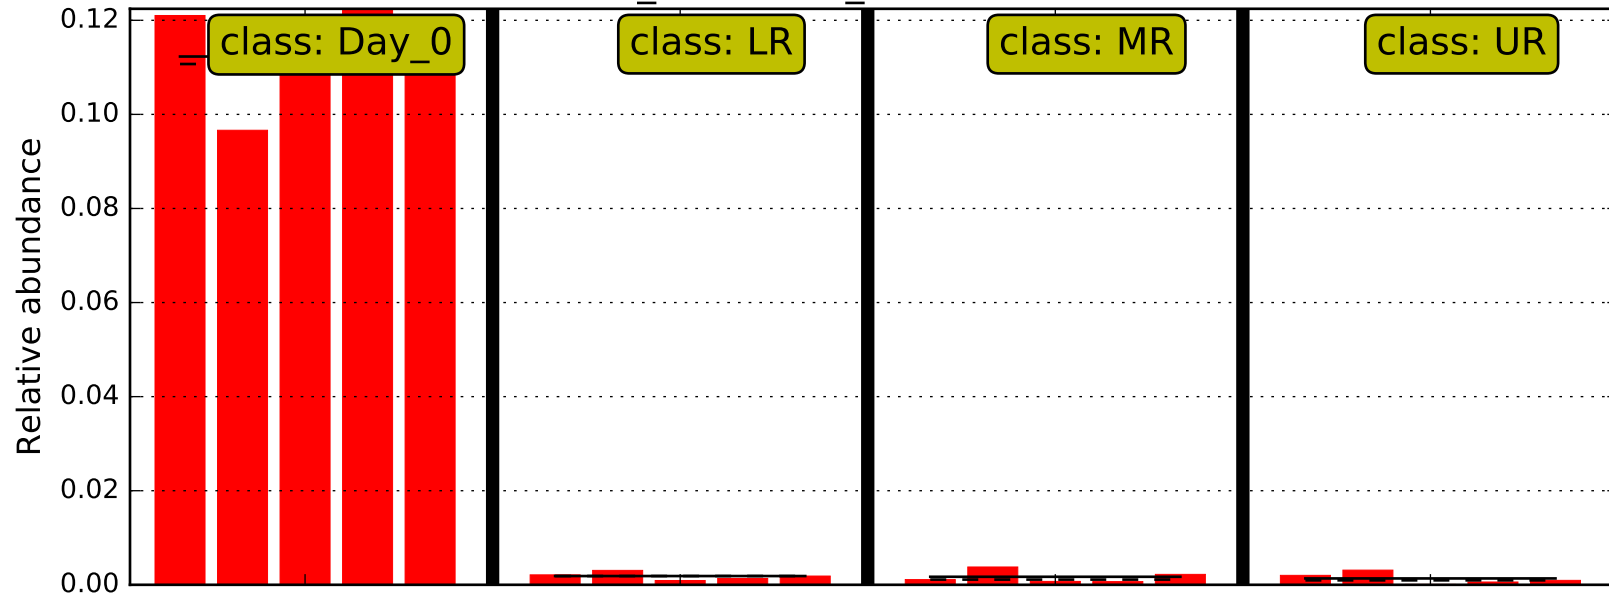 class: Day_0
class: LR
class: MR
class: UR
0.12
0.10
0.08
0.06
0.04
0.02
0.00
Relative abundance